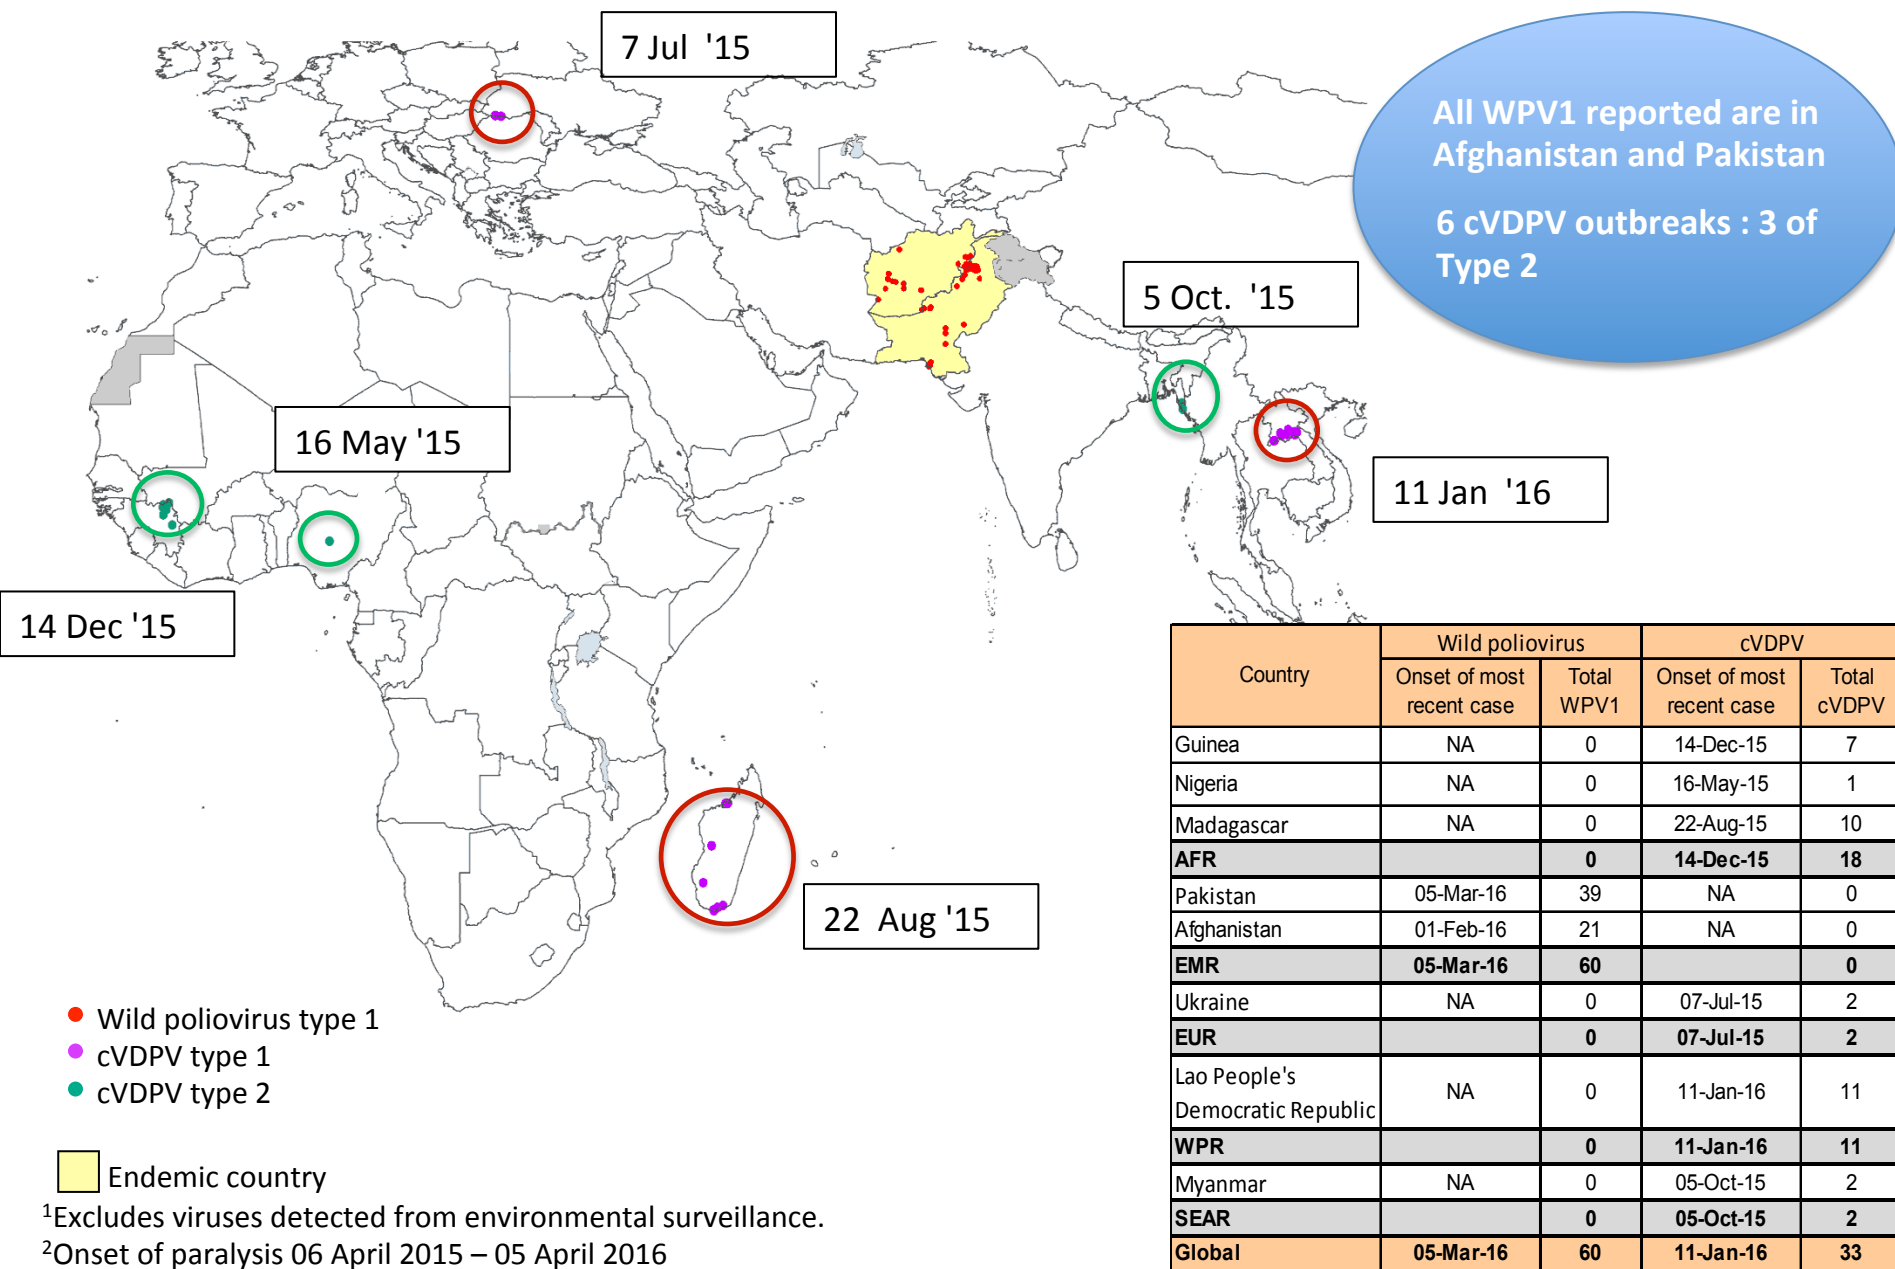 7 Jul '15
All WPV1 reported are in
Afghanistan and Pakistan
6 cVDPV outbreaks : 3 of
Type 2
5 Oct. '15
16 May '15
11 Jan '16
14 Dec '15
22 Aug '15
Wild poliovirus type 1
cVDPV type 1
cVDPV type 2
Endemic country
¹Excludes viruses detected from environmental surveillance.
²Onset of paralysis 06 April 2015 – 05 April 2016
Country Wild poliovirus cVDPV
Onset of most recent case Total WPV1 Onset of most recent case Total cVDPV
Guinea NA 0 14-Dec-15 7
Nigeria NA 0 16-May-15 1
Madagascar NA 0 22-Aug-15 10
AFR 0 14-Dec-15 18
Pakistan 05-Mar-16 39 NA 0
Afghanistan 01-Feb-16 21 NA 0
EMR 05-Mar-16 60 0
Ukraine NA 0 07-Jul-15 2
EUR 0 07-Jul-15 2
Lao People's
Democratic Republic NA 0 11-Jan-16 11
WPR 0 11-Jan-16 11
Myanmar NA 0 05-Oct-15 2
SEAR 0 05-Oct-15 2
Global 05-Mar-16 60 11-Jan-16 33